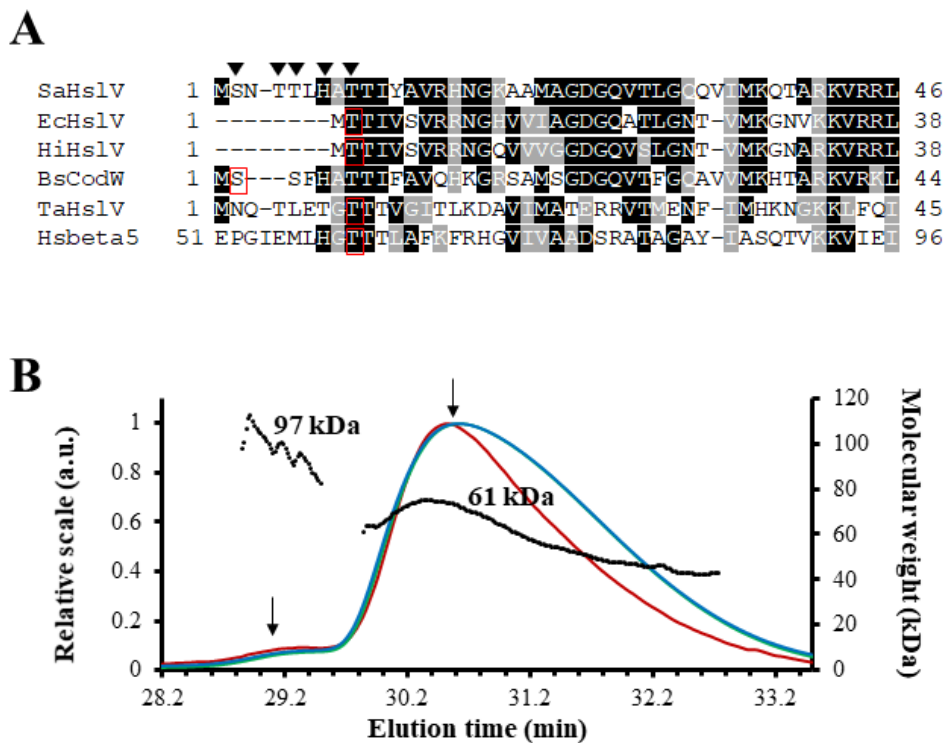 A
SaHslV 1 MSN-TTLHATTIYAVRHNGKAAMAGDGQVTLGQQVIMKQTARKVRRL 46
EcHslV 1 --------MTTIVSVRRNGHVVIAGDGQATLGNT-VMKGNVKKVRRL 38
HiHslV 1 --------MTTIVSVRRNGQVVVGGDGQVSLGNT-VMKGNVRKVRRL 38
BsCodW 1 MS---SFHATTIFAVQHKGRSAMSGDGQVTFGQAVVMKHTARKVRRL 44
TaHslV 1 MNQ-TLETGTTTVGITLKDAVIMATERRVTMENF-IMHKNGKKLFQI 45
Hsbeta5 51 EPGIEMLHGTTTLAFKFRHGVIVAADSRATAGAY-IASQTVKKVIEI 96
B
Relative scale (a.u.)
1
0.8
0.6
0.4
0.2
0
97 kDa
61 kDa
120
100
80
60
40
20
0
Molecular weight (kDa)
28.2 29.2 30.2 31.2 32.2 33.2
Elution time (min)